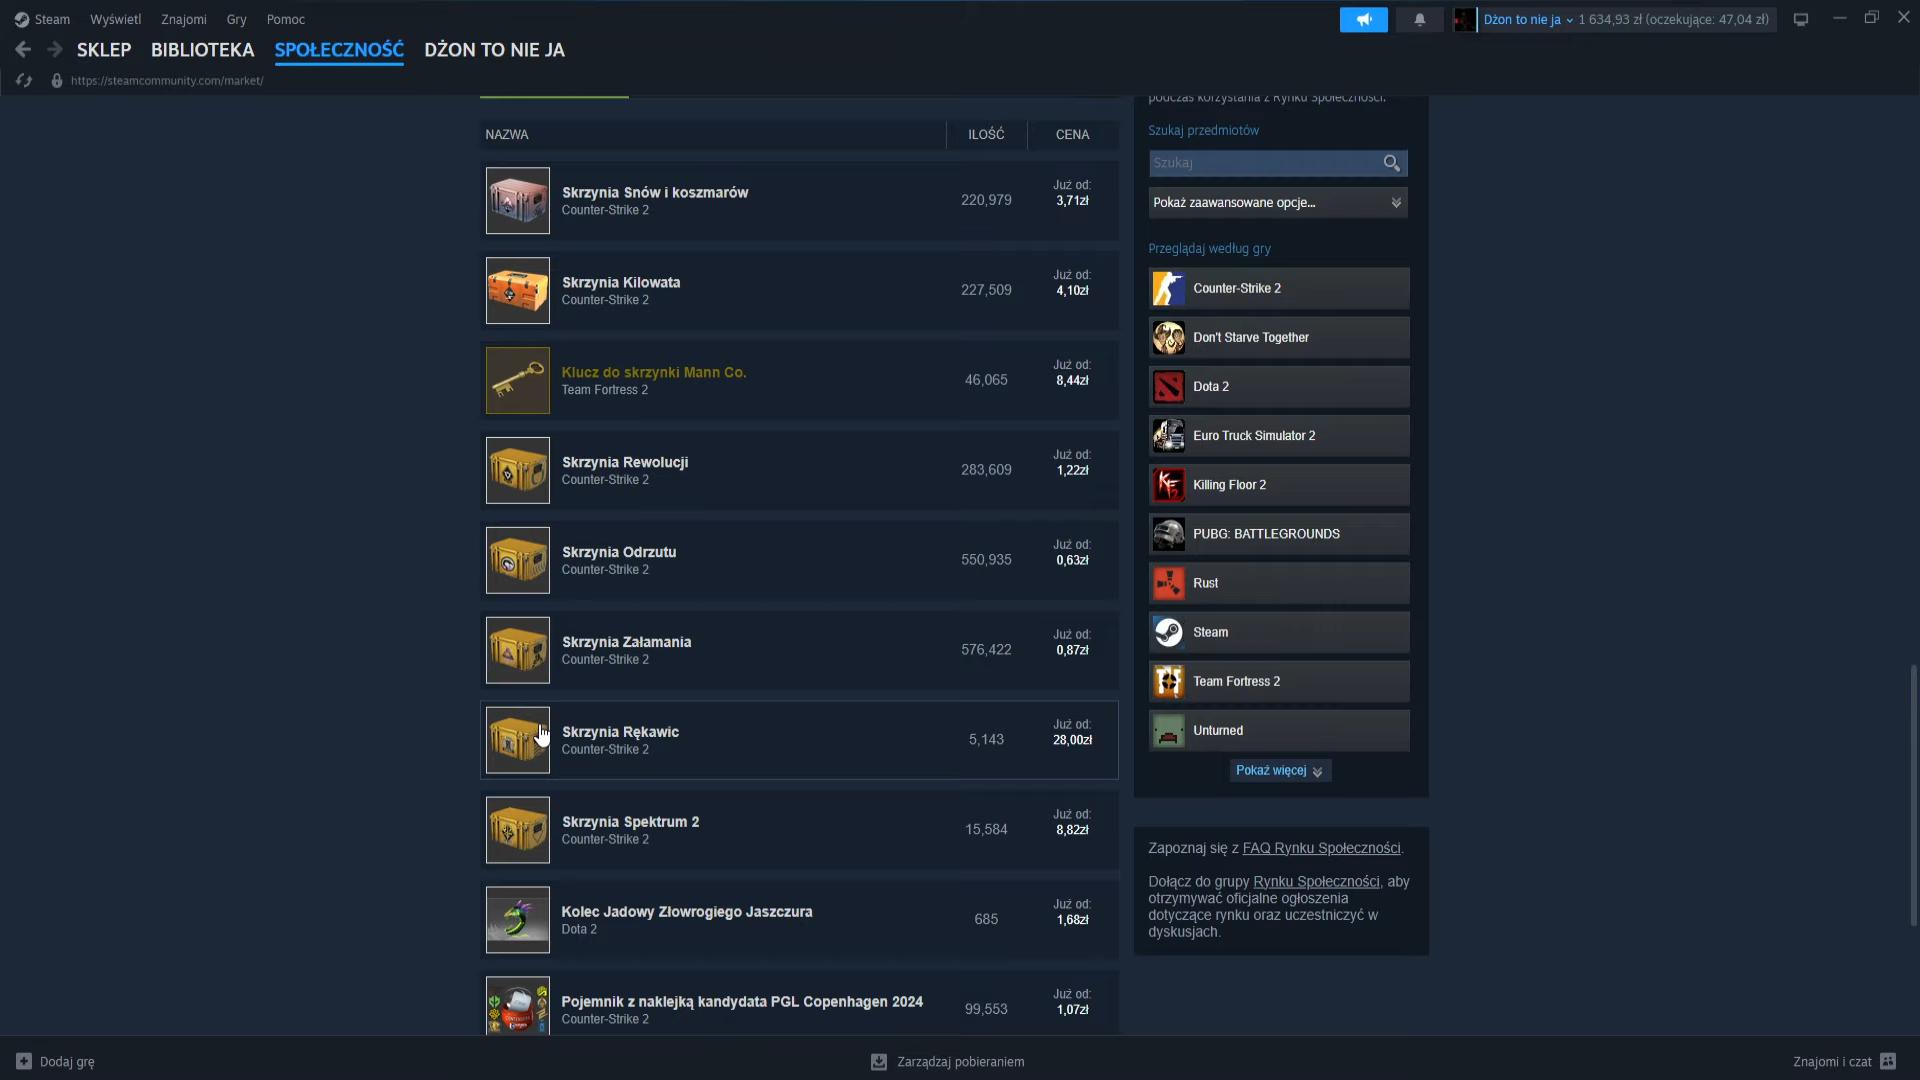 Steam Wyświetl Znajomi Gry Pomoc
Dżon to nie ja 1 634,93 zł (oczekujące: 47,04 zł)
SKLEP BIBLIOTEKA SPOŁECZNOŚĆ DŻON TO NIE JA
https://steamcommunity.com/market/
NAZWA ILOŚĆ CENA
Skrzynia Snów i koszmarów
Counter-Strike 2
220,979
Już od:
3,71zł
Skrzynia Kilowata
Counter-Strike 2
227,509
Już od:
4,10zł
Klucz do skrzynki Mann Co.
Team Fortress 2
46,065
Już od:
8,44zł
Skrzynia Rewolucji
Counter-Strike 2
283,609
Już od:
1,22zł
Skrzynia Odrzutu
Counter-Strike 2
550,935
Już od:
0,63zł
Skrzynia Załamania
Counter-Strike 2
576,422
Już od:
0,87zł
Skrzynia Rękawic
Counter-Strike 2
5,143
Już od:
28,00zł
Skrzynia Spektrum 2
Counter-Strike 2
15,584
Już od:
8,82zł
Kolec Jadowy Złowrogiego Jaszczura
Dota 2
685
Już od:
1,68zł
Pojemnik z naklejką kandydata PGL Copenhagen 2024
Counter-Strike 2
99,553
Już od:
1,07zł
podczas korzystania z Rynku Społeczności.
Szukaj przedmiotów
Szukaj
Pokaż zaawansowane opcje...
Przeglądaj według gry
Counter-Strike 2
Don't Starve Together
Dota 2
Euro Truck Simulator 2
Killing Floor 2
PUBG: BATTLEGROUNDS
Rust
Steam
Team Fortress 2
Unturned
Pokaż więcej
Zapoznaj się z FAQ Rynku Społeczności.
Dołącz do grupy Rynku Społeczności, aby
otrzymywać oficjalne ogłoszenia
dotyczące rynku oraz uczestniczyć w
dyskusjach.
Dodaj grę
Zarządzaj pobieraniem
Znajomi i czat